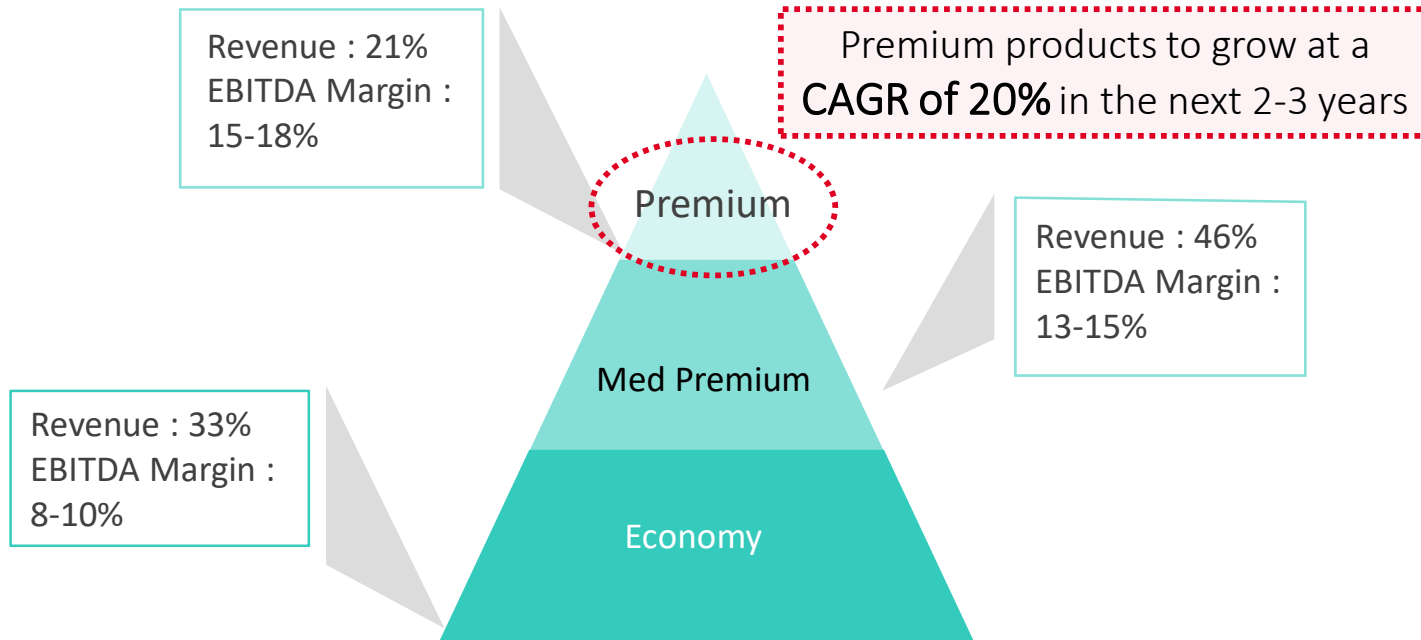 Revenue : 21%
EBITDA Margin :
15-18%
Premium products to grow at a
CAGR of 20% in the next 2-3 years
Premium
Revenue : 46%
EBITDA Margin :
13-15%
Med Premium
Revenue : 33%
EBITDA Margin :
8-10%
Economy